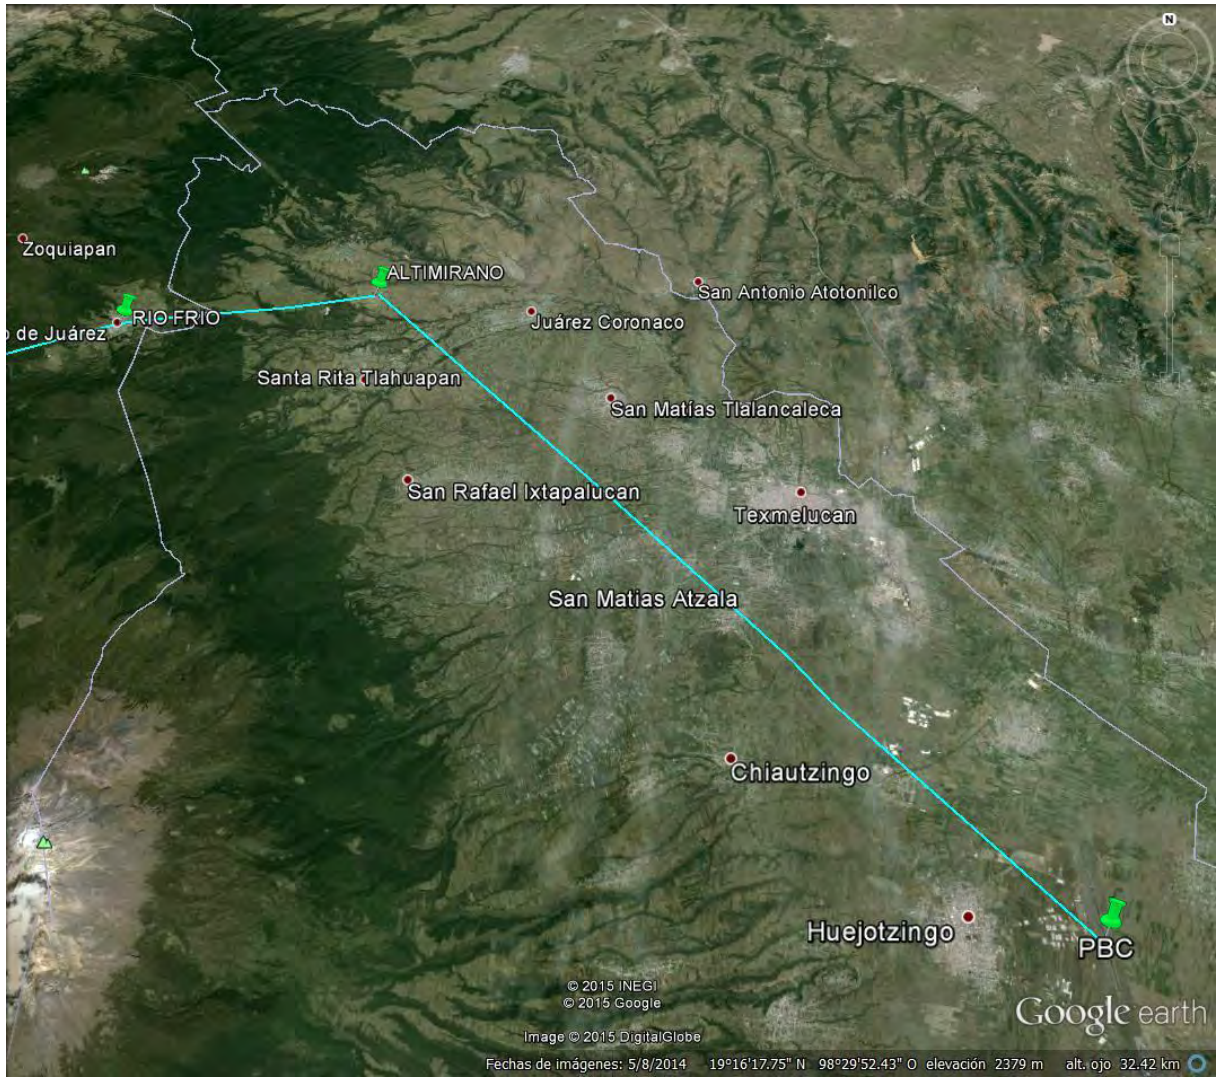 N
Zoquiapan
ALTIMIRANO
San Antonio Atotonilco
RIO FRIO
o de Juárez
Juárez Coronaco
Santa Rita Tlahuapan
San Matías Tlalancaleca
San Rafael Ixtapalucan
Texmelucan
San Matias Atzala
Chiautzingo
Huejotzingo
PBC
© 2015 INEGI
© 2015 Google
Image © 2015 DigitalGlobe
Google earth
Fechas de imágenes: 5/8/2014 19°16'17.75" N 98°29'52.43" O elevación 2379 m alt. ojo 32.42 km